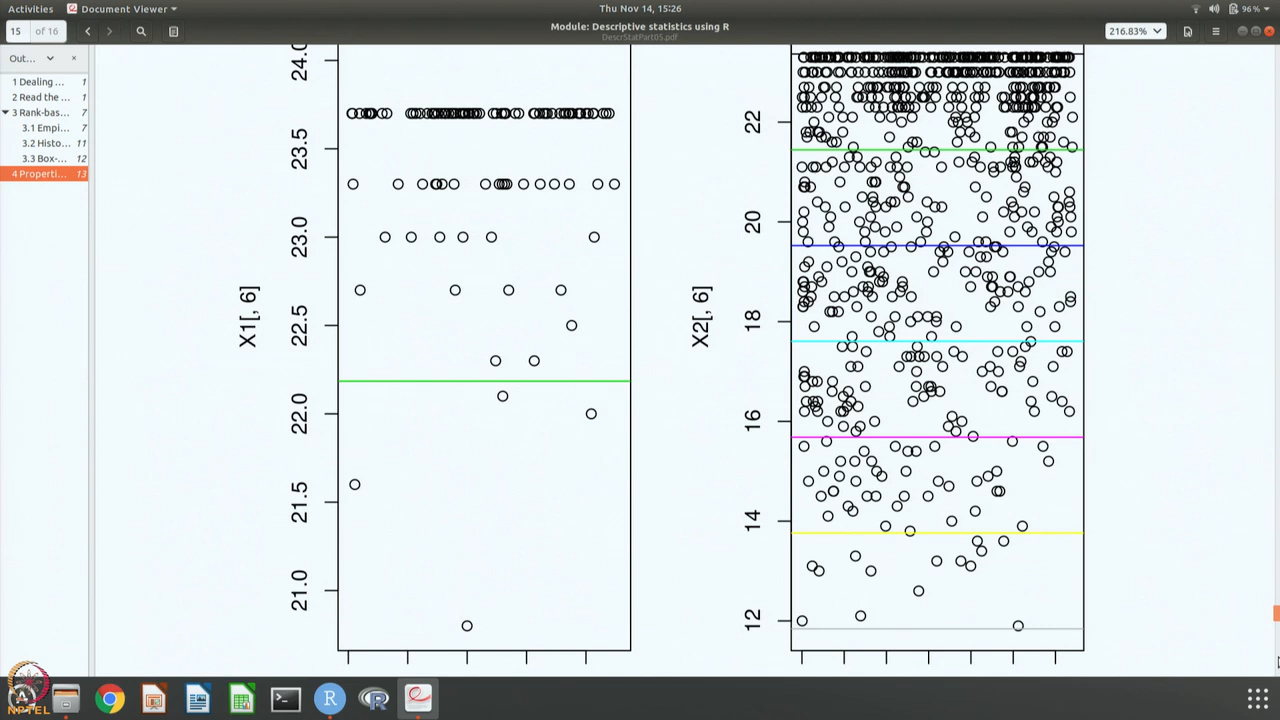 Activities
Document Viewer
Thu Nov 14, 15:26
96%
15
of 16
Module: Descriptive statistics using R
DescrStatPart05.pdf
216.83%
Out...
1 Dealing ... 1
2 Read the ... 1
3 Rank-bas... 7
3.1 Empi... 7
3.2 Histo... 11
3.3 Box-... 12
4 Properti... 13
X1[, 6]
24.0
23.5
23.0
22.5
22.0
21.5
21.0
X2[, 6]
22
20
18
16
14
12
NPTEL